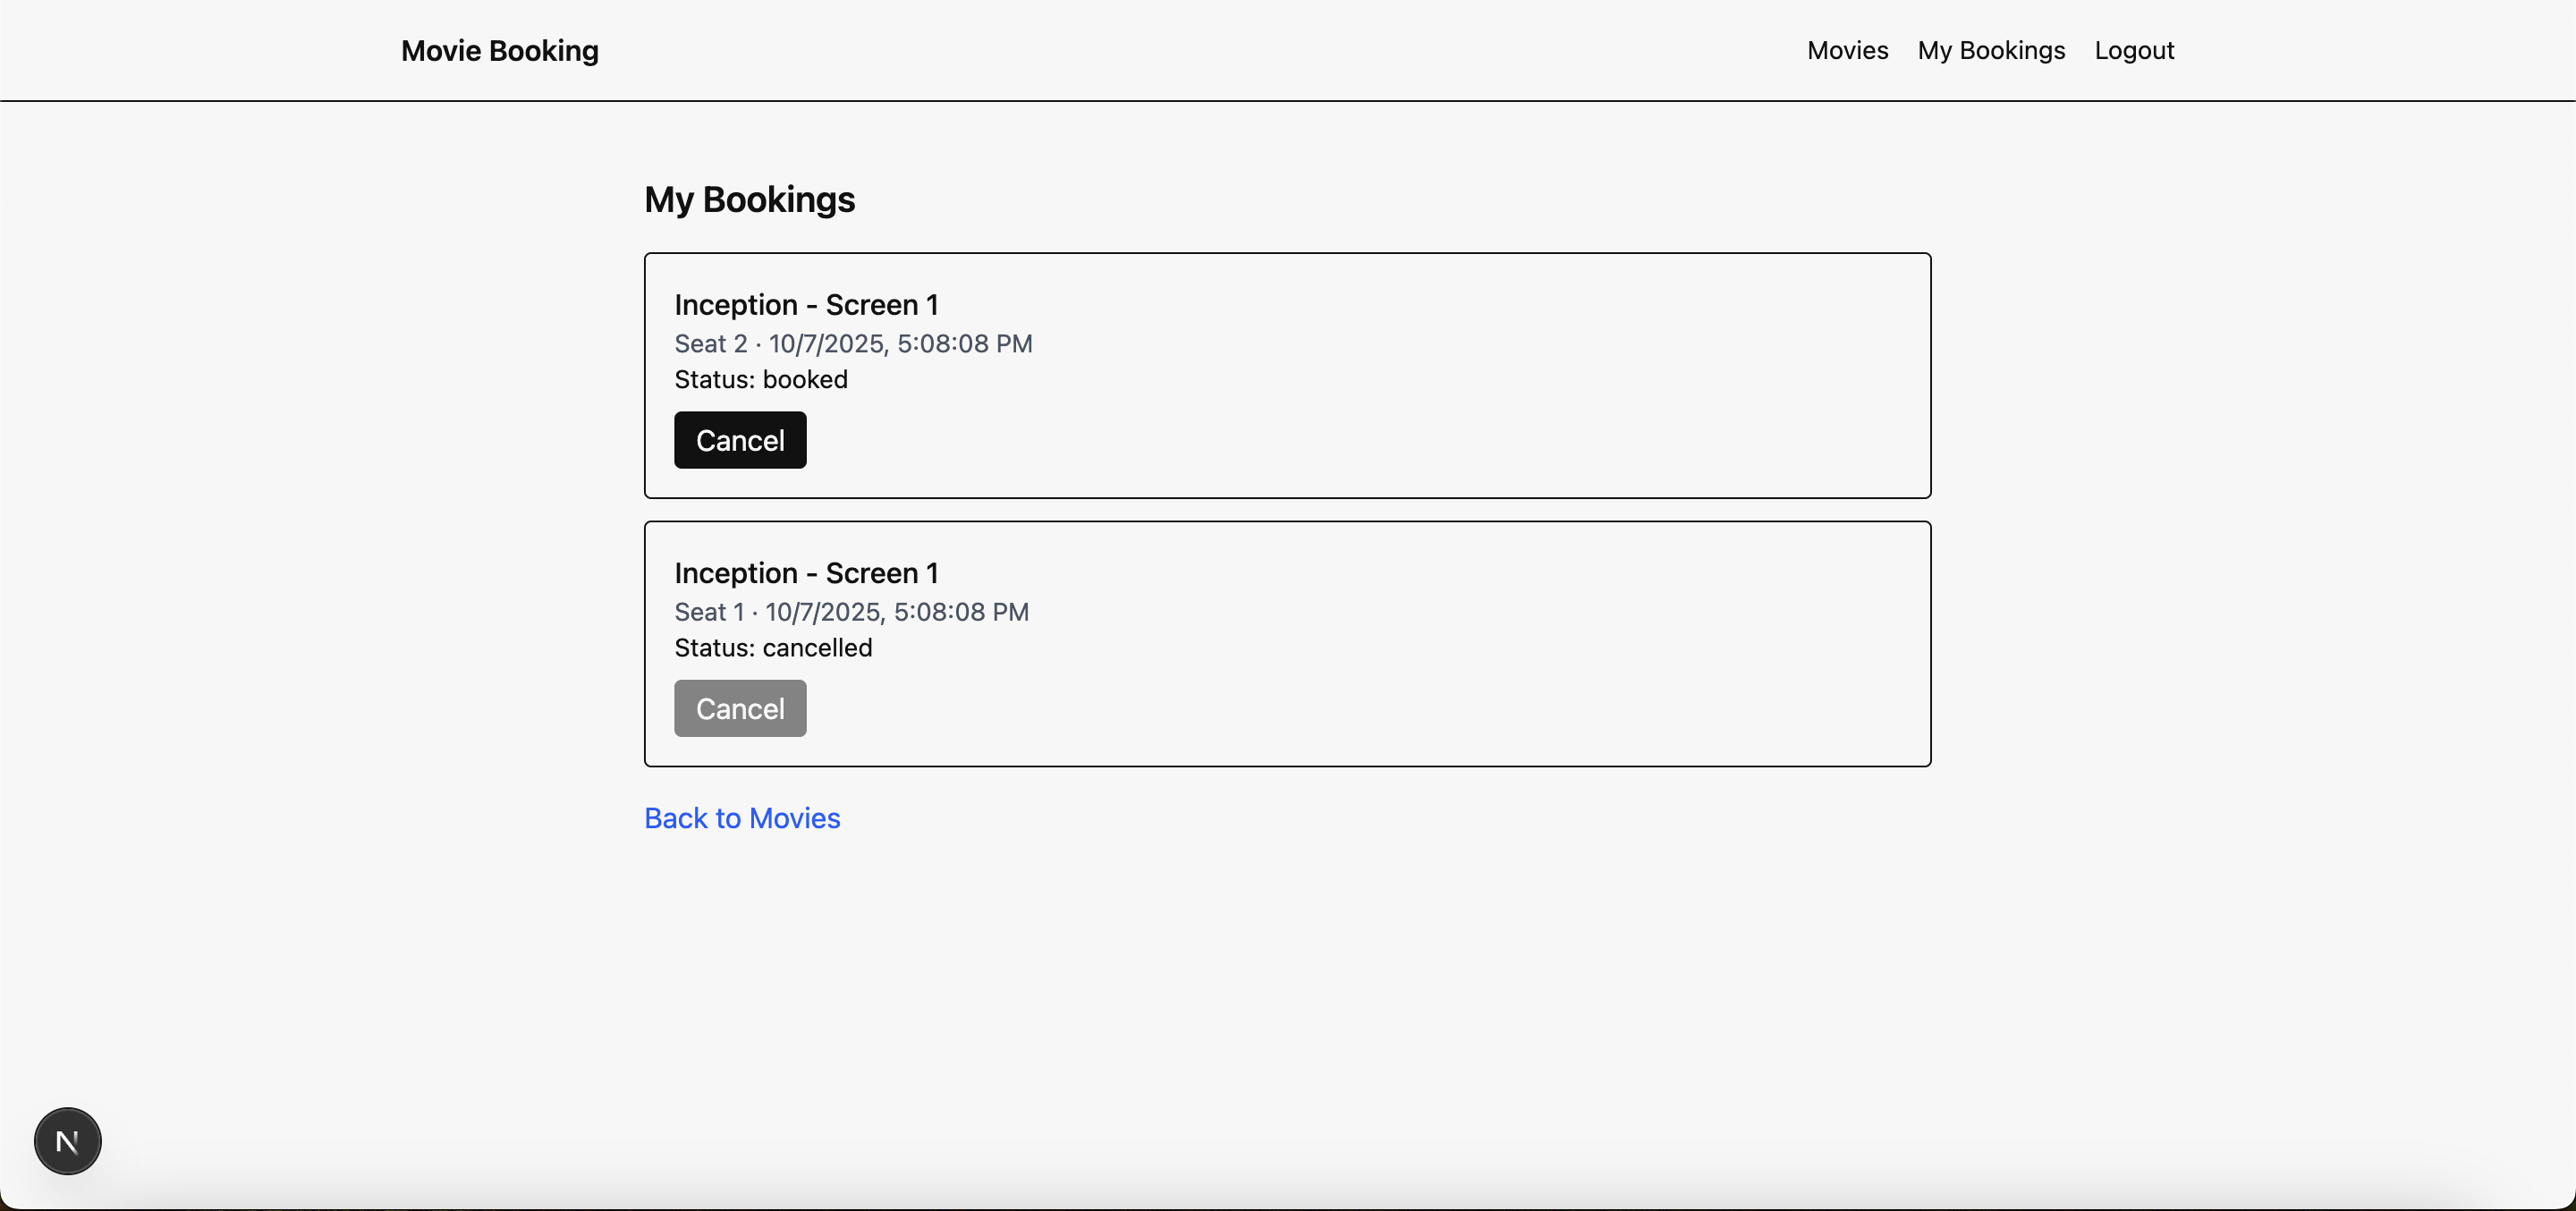 Movie Booking
Movies My Bookings Logout
My Bookings
Inception - Screen 1
Seat 2 · 10/7/2025, 5:08:08 PM
Status: booked
Cancel
Inception - Screen 1
Seat 1 · 10/7/2025, 5:08:08 PM
Status: cancelled
Cancel
Back to Movies
N